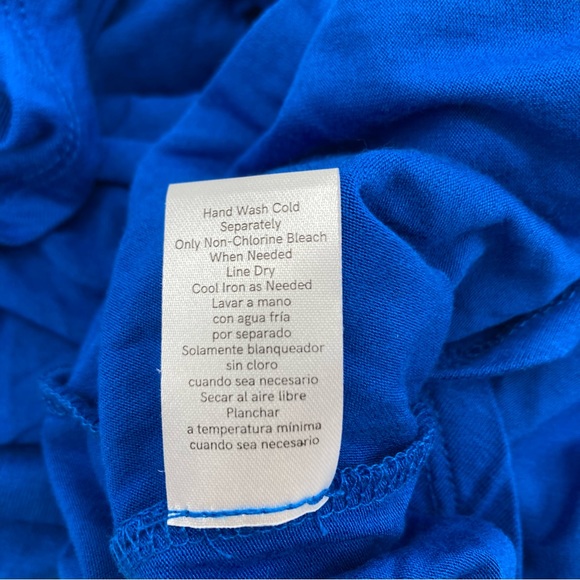 Hand Wash Cold
Separately
Only Non-Chlorine Bleach
When Needed
Line Dry
Cool Iron as Needed
Lavar a mano
con agua fría
por separado
Solamente blanqueador
sin cloro
cuando sea necesario
Secar al aire libre
Planchar
a temperatura mínima
cuando sea necesario